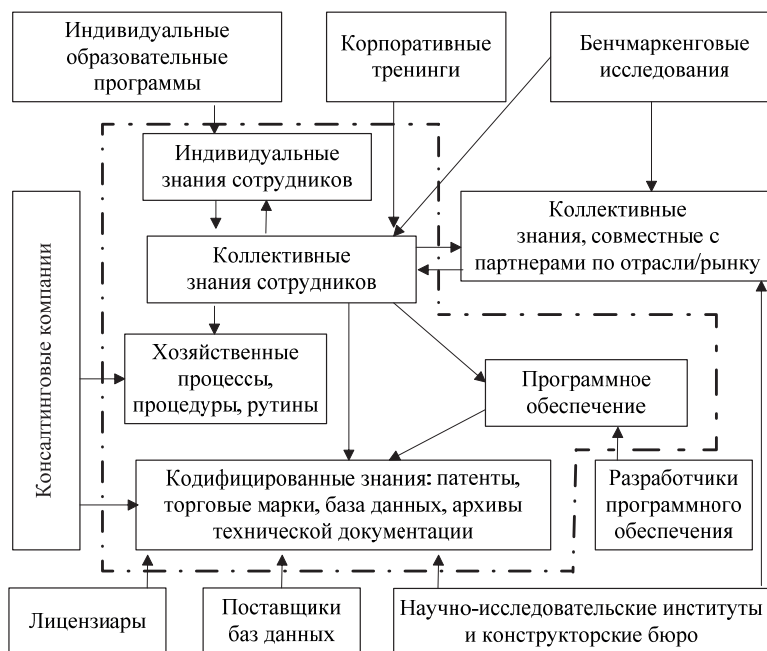 Индивидуальные
образовательные
программы
Корпоративные
тренинги
Бенчмаркенговые
исследования
Индивидуальные
знания сотрудников
Коллективные
знания сотрудников
Коллективные
знания, совместные с
партнерами по отрасли/рынку
Консалтинговые компании
Хозяйственные
процессы,
процедуры, рутины
Программное
обеспечение
Кодифицированные знания: патенты,
торговые марки, база данных, архивы
технической документации
Разработчики
программного
обеспечения
Лицензиары
Поставщики
баз данных
Научно-исследовательские институты
и конструкторские бюро